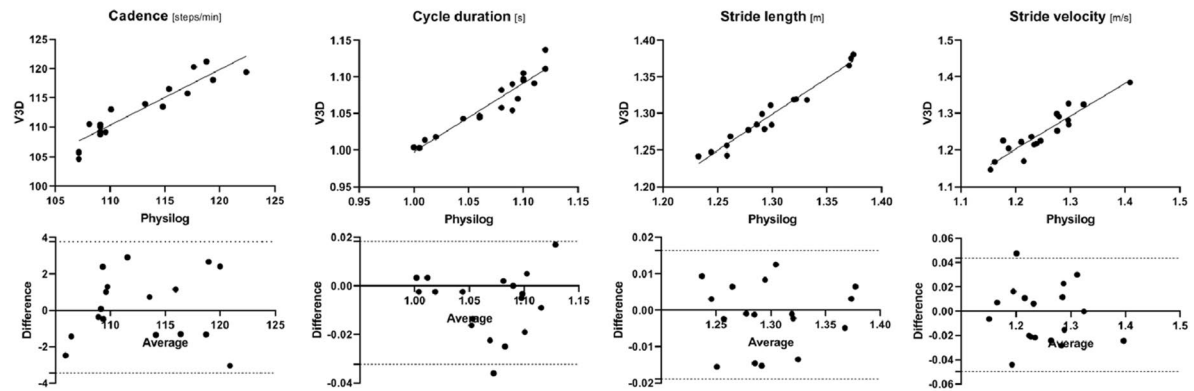 Cadence [steps/min]
125
120
115
110
105
100
V3D
105 110 115 120 125
Physilog
Cycle duration [s]
1.15
1.10
1.05
1.00
0.95
V3D
0.95 1.00 1.05 1.10 1.15
Physilog
Stride length [m]
1.40
1.35
1.30
1.25
1.20
V3D
1.20 1.25 1.30 1.35 1.40
Physilog
Stride velocity [m/s]
1.5
1.4
1.3
1.2
1.1
V3D
1.1 1.2 1.3 1.4 1.5
Physilog
4
2
0
-2
-4
Difference
110 115 120 125
Average
0.02
0.00
-0.02
-0.04
Difference
1.00 1.05 1.10 1.15
Average
0.02
0.01
0.00
-0.01
-0.02
Difference
1.25 1.30 1.35 1.40
Average
0.06
0.04
0.02
0.00
-0.02
-0.04
-0.06
Difference
1.2 1.3 1.4 1.5
Average